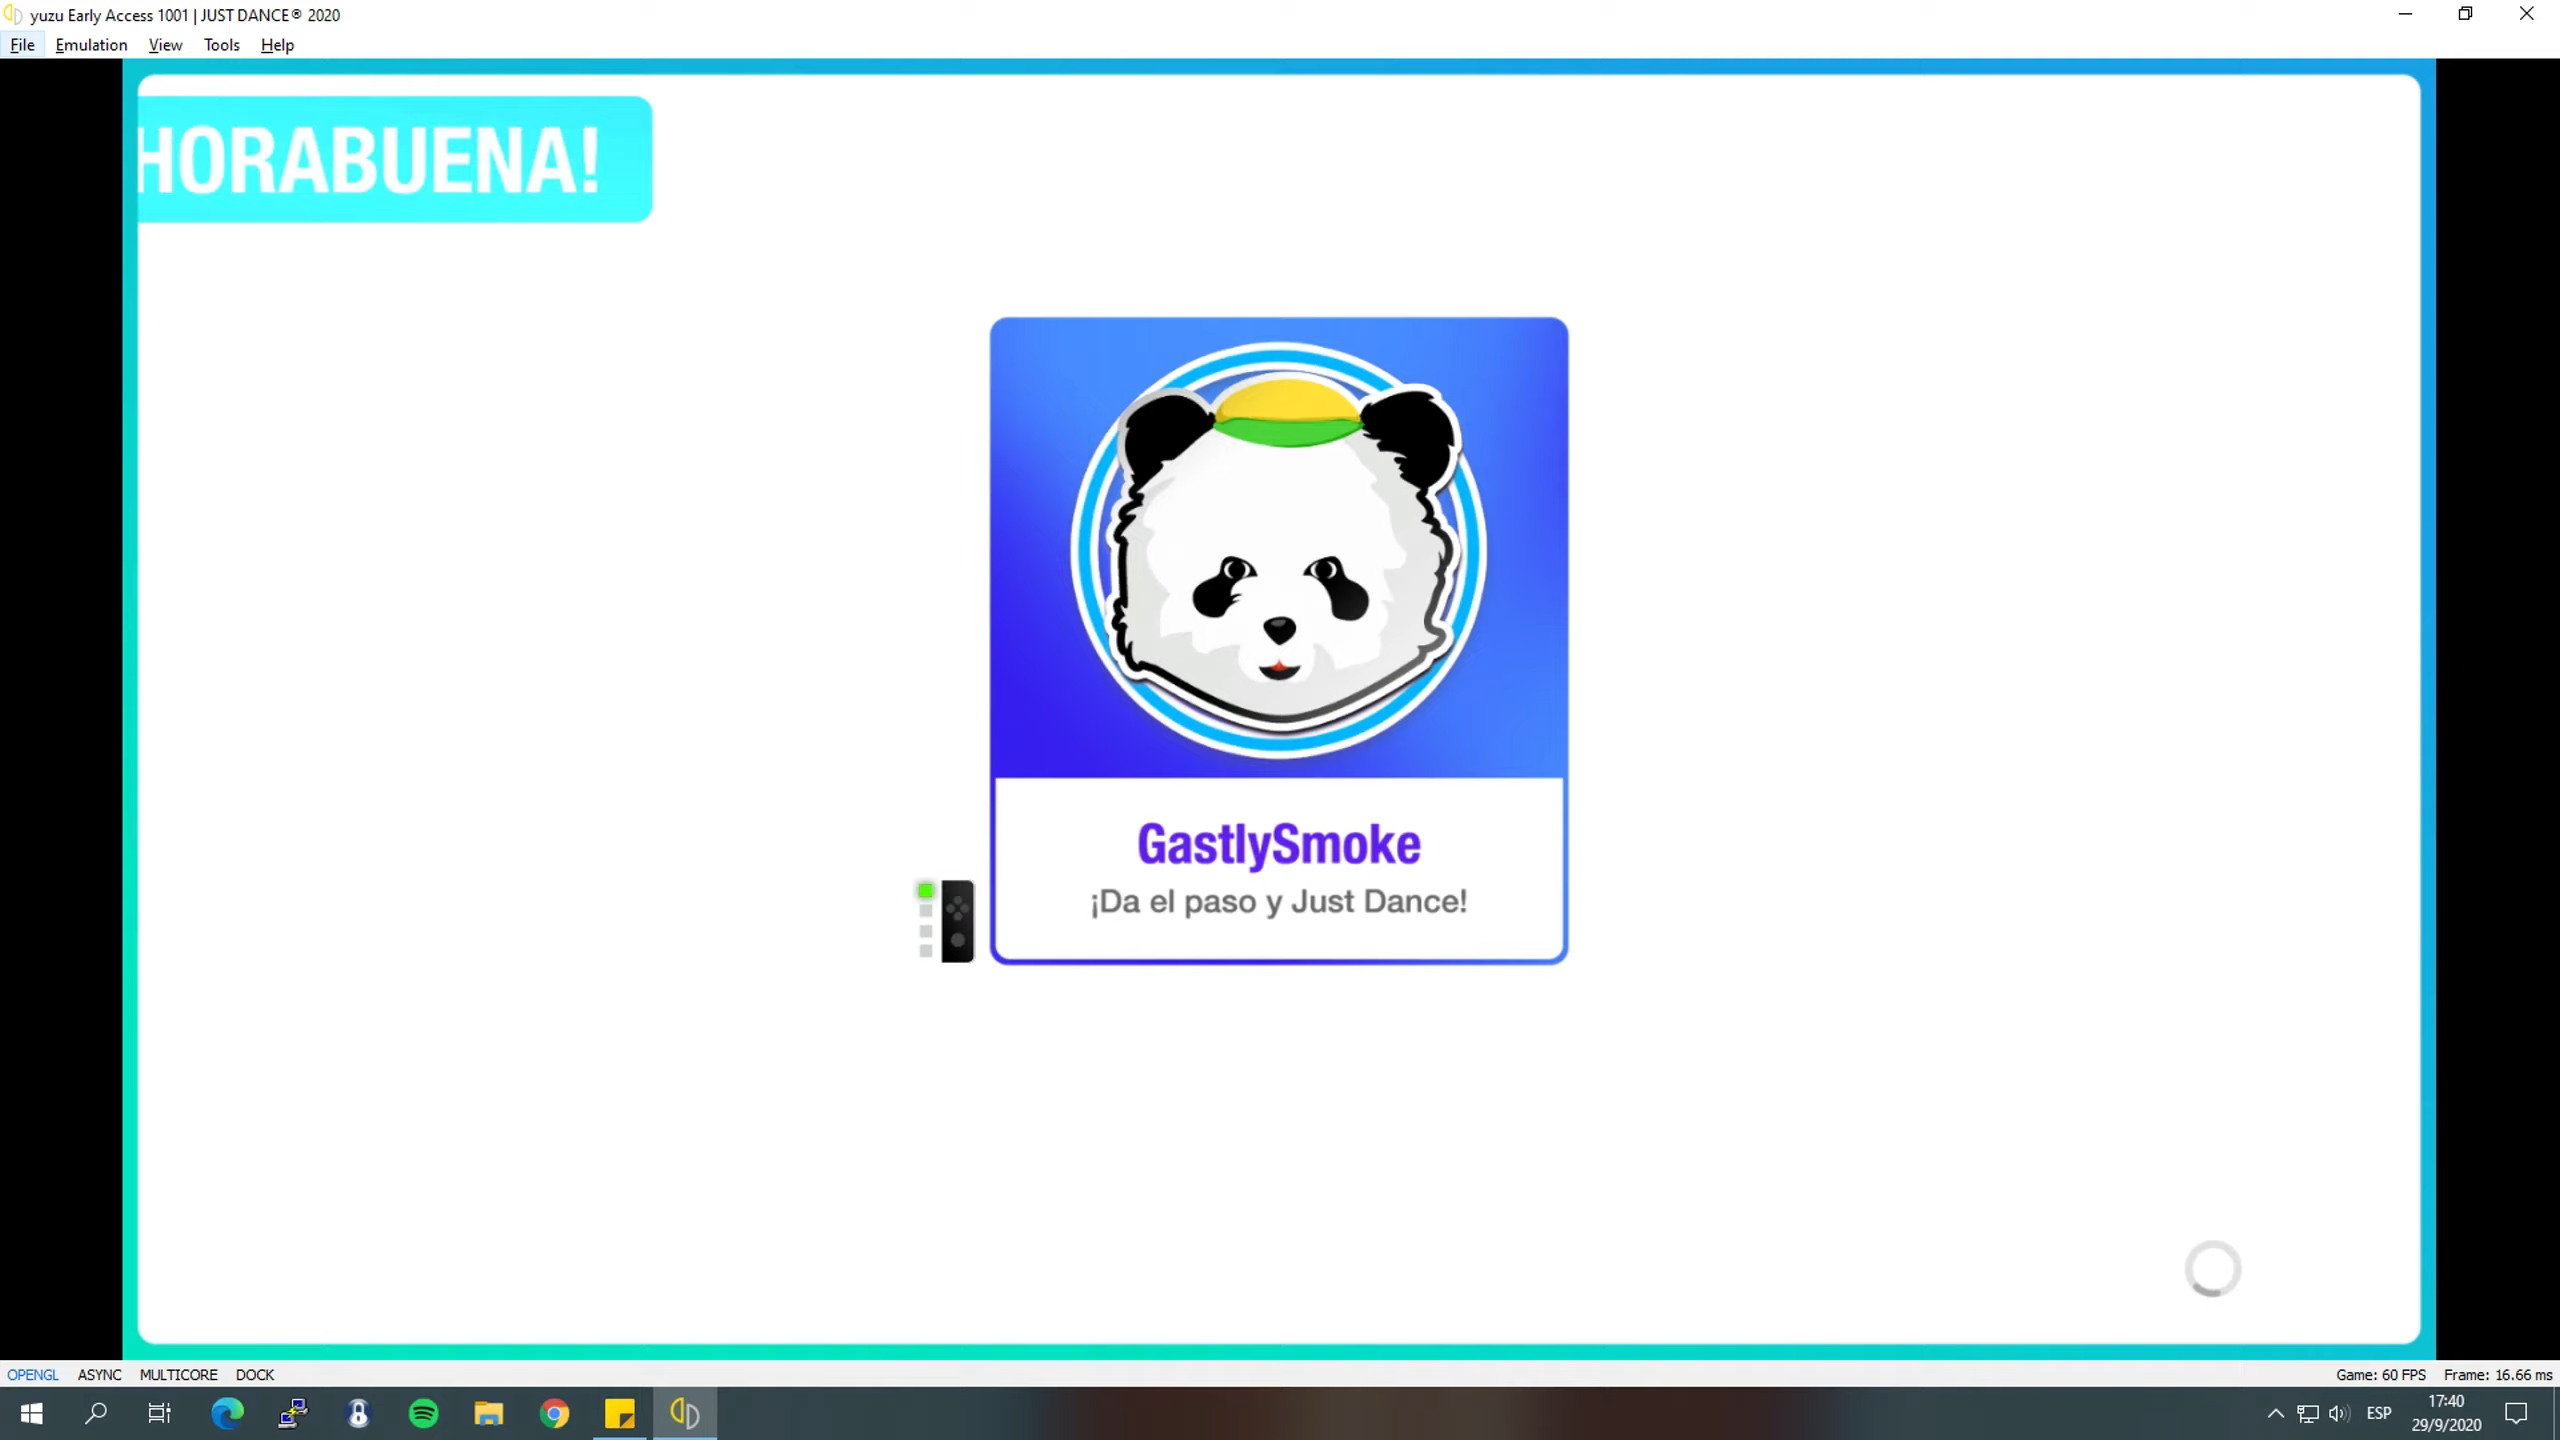 yuzu Early Access 1001 | JUST DANCE® 2020
File Emulation View Tools Help
HORABUENA!
GastlySmoke
¡Da el paso y Just Dance!
OPENGL ASYNC MULTICORE DOCK Game: 60 FPS Frame: 16.66 ms
ESP 17:40
29/9/2020